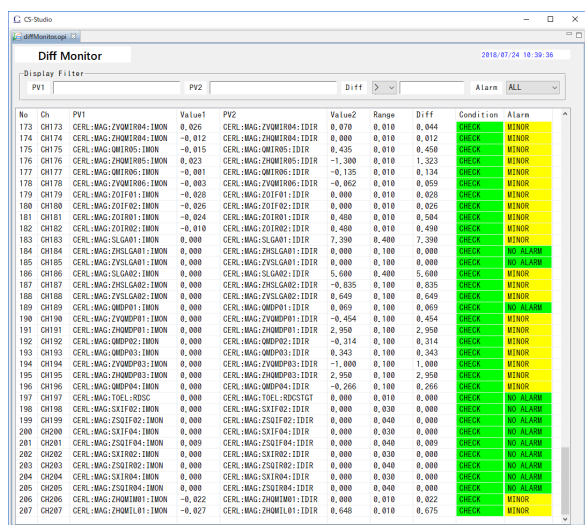 CS-Studio
diffMonitor.opi
Diff Monitor
2018/07/24 10:39:36
Display Filter
PV1 PV2 Diff > Alarm ALL
No Ch PV1 Value1 PV2 Value2 Range Diff Condition Alarm
173 CH173 CERL:MAG:ZVQMIR04:IMON 0,026 CERL:MAG:ZVQMIR04:IDIR 0,070 0,010 0,044 CHECK MINOR
174 CH174 CERL:MAG:ZHQMIR04:IMON -0,012 CERL:MAG:ZHQMIR04:IDIR 0,000 0,010 0,012 CHECK MINOR
175 CH175 CERL:MAG:QMIR05:IMON -0,015 CERL:MAG:QMIR05:IDIR 0,435 0,010 0,450 CHECK MINOR
176 CH176 CERL:MAG:ZHQMIR05:IMON 0,023 CERL:MAG:ZHQMIR05:IDIR -1,300 0,010 1,323 CHECK MINOR
177 CH177 CERL:MAG:QMIR06:IMON -0,001 CERL:MAG:QMIR06:IDIR -0,135 0,010 0,134 CHECK MINOR
178 CH178 CERL:MAG:ZVQMIR06:IMON -0,003 CERL:MAG:ZVQMIR06:IDIR -0,062 0,010 0,059 CHECK MINOR
179 CH179 CERL:MAG:ZOIF01:IMON -0,028 CERL:MAG:ZOIF01:IDIR 0,000 0,010 0,028 CHECK MINOR
180 CH180 CERL:MAG:ZOIF02:IMON -0,026 CERL:MAG:ZOIF02:IDIR 0,000 0,010 0,026 CHECK MINOR
181 CH181 CERL:MAG:ZOIR01:IMON -0,024 CERL:MAG:ZOIR01:IDIR 0,480 0,010 0,504 CHECK MINOR
182 CH182 CERL:MAG:ZOIR02:IMON -0,010 CERL:MAG:ZOIR02:IDIR 0,480 0,010 0,490 CHECK MINOR
183 CH183 CERL:MAG:SLGA01:IMON 0,000 CERL:MAG:SLGA01:IDIR 7,390 0,400 7,390 CHECK MINOR
184 CH184 CERL:MAG:ZHSLGA01:IMON 0,000 CERL:MAG:ZHSLGA01:IDIR 0,000 0,100 0,000 CHECK NO ALARM
185 CH185 CERL:MAG:ZVSLGA01:IMON 0,000 CERL:MAG:ZVSLGA01:IDIR 0,000 0,100 0,000 CHECK NO ALARM
186 CH186 CERL:MAG:SLGA02:IMON 0,000 CERL:MAG:SLGA02:IDIR 5,600 0,400 5,600 CHECK MINOR
187 CH187 CERL:MAG:ZHSLGA02:IMON 0,000 CERL:MAG:ZHSLGA02:IDIR -0,835 0,100 0,835 CHECK MINOR
188 CH188 CERL:MAG:ZVSLGA02:IMON 0,000 CERL:MAG:ZVSLGA02:IDIR 0,649 0,100 0,649 CHECK MINOR
189 CH189 CERL:MAG:QMDP01:IMON 0,000 CERL:MAG:QMDP01:IDIR 0,069 0,100 0,069 CHECK NO ALARM
190 CH190 CERL:MAG:ZVQMDP01:IMON 0,000 CERL:MAG:ZVQMDP01:IDIR -0,454 0,100 0,454 CHECK MINOR
191 CH191 CERL:MAG:ZHQMDP01:IMON 0,000 CERL:MAG:ZHQMDP01:IDIR 2,950 0,100 2,950 CHECK MINOR
192 CH192 CERL:MAG:QMDP02:IMON 0,000 CERL:MAG:QMDP02:IDIR -0,314 0,100 0,314 CHECK MINOR
193 CH193 CERL:MAG:QMDP03:IMON 0,000 CERL:MAG:QMDP03:IDIR 0,343 0,100 0,343 CHECK MINOR
194 CH194 CERL:MAG:ZVQMDP03:IMON 0,000 CERL:MAG:ZVQMDP03:IDIR -1,000 0,100 1,000 CHECK MINOR
195 CH195 CERL:MAG:ZHQMDP03:IMON 0,000 CERL:MAG:ZHQMDP03:IDIR 2,950 0,100 2,950 CHECK MINOR
196 CH196 CERL:MAG:QMDP04:IMON 0,000 CERL:MAG:QMDP04:IDIR -0,266 0,100 0,266 CHECK MINOR
197 CH197 CERL:MAG:TOEL:RDSC 0,000 CERL:MAG:TOEL:RDCSTGT 0,000 0,010 0,000 CHECK NO ALARM
198 CH198 CERL:MAG:SXIF02:IMON 0,000 CERL:MAG:SXIF02:IDIR 0,000 0,030 0,000 CHECK NO ALARM
199 CH199 CERL:MAG:ZSQIF02:IMON 0,000 CERL:MAG:ZSQIF02:IDIR 0,000 0,040 0,000 CHECK NO ALARM
200 CH200 CERL:MAG:SXIF04:IMON 0,000 CERL:MAG:SXIF04:IDIR 0,000 0,030 0,000 CHECK NO ALARM
201 CH201 CERL:MAG:ZSQIF04:IMON 0,009 CERL:MAG:ZSQIF04:IDIR 0,000 0,040 0,009 CHECK NO ALARM
202 CH202 CERL:MAG:SXIR02:IMON 0,000 CERL:MAG:SXIR02:IDIR 0,000 0,030 0,000 CHECK NO ALARM
203 CH203 CERL:MAG:ZSQIR02:IMON 0,000 CERL:MAG:ZSQIR02:IDIR 0,000 0,040 0,000 CHECK NO ALARM
204 CH204 CERL:MAG:SXIR04:IMON 0,000 CERL:MAG:SXIR04:IDIR 0,000 0,030 0,000 CHECK NO ALARM
205 CH205 CERL:MAG:ZSQIR04:IMON 0,000 CERL:MAG:ZSQIR04:IDIR 0,000 0,040 0,000 CHECK NO ALARM
206 CH206 CERL:MAG:ZHQMIM01:IMON -0,022 CERL:MAG:ZHQMIM01:IDIR 0,000 0,010 0,022 CHECK MINOR
207 CH207 CERL:MAG:ZHQMIL01:IMON -0,027 CERL:MAG:ZHQMIL01:IDIR 0,648 0,010 0,675 CHECK MINOR